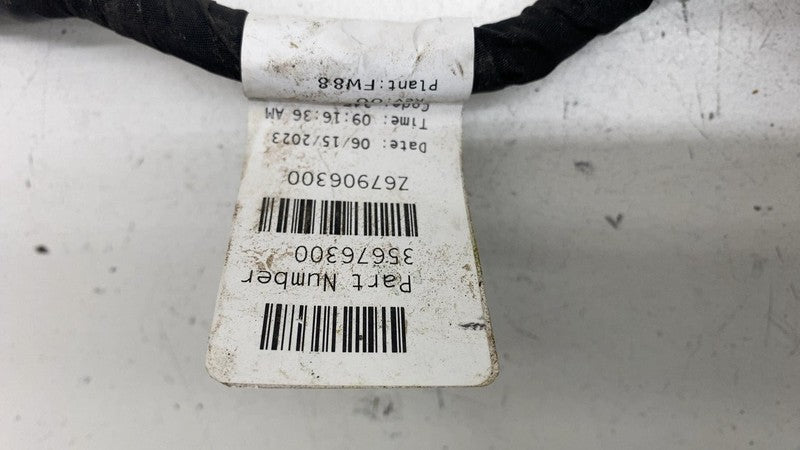 Part Number
35676300
Z67906300
Date: 06/15/2023
Time: 09:16:36 AM
Plant:FW88